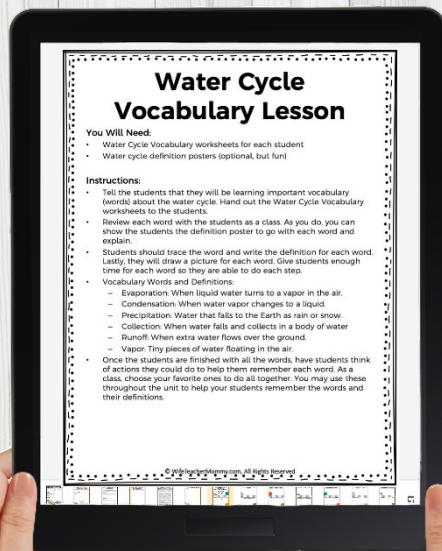 Water Cycle
Vocabulary Lesson
You Will Need:
• Water Cycle Vocabulary worksheets for each student
• Water cycle definition posters (optional, but fun)
Instructions:
• Tell the students that they will be learning important vocabulary
(words) about the water cycle. Hand out the Water Cycle Vocabulary
worksheets to the students.
• Review each word with the students as a class. As you do, you can
show the students the definition poster to go with each word and
explain.
• Students should trace the word and write the definition for each word.
Lastly, they will draw a picture for each word. Give students enough
time for each word so they are able to do each step.
• Vocabulary Words and Definitions:
– Evaporation: When liquid water turns to a vapor in the air.
– Condensation: When water vapor changes to a liquid.
– Precipitation: Water that falls to the Earth as rain or snow.
– Collection: When water falls and collects in a body of water
– Runoff: When extra water flows over the ground.
– Vapor: Tiny pieces of water floating in the air.
• Once the students are finished with all the words, have students think
of actions they could do to help them remember each word. As a
class, choose your favorite ones to do all together. You may use these
throughout the unit to help your students remember the words and
their definitions.
© WifeTeacherMommy.com, All Rights Reserved